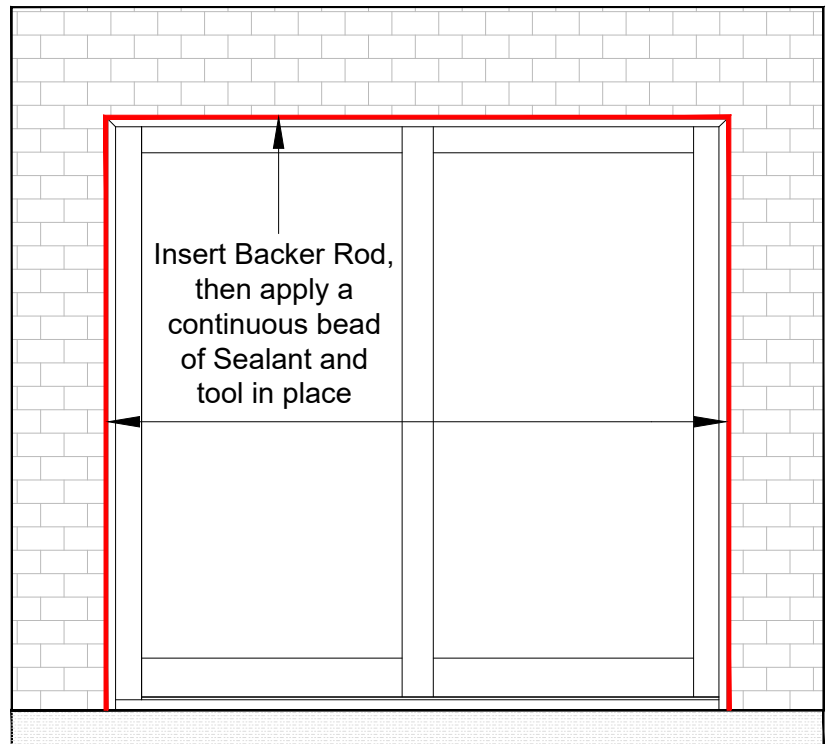 Insert Backer Rod,
then apply a
continuous bead
of Sealant and
tool in place